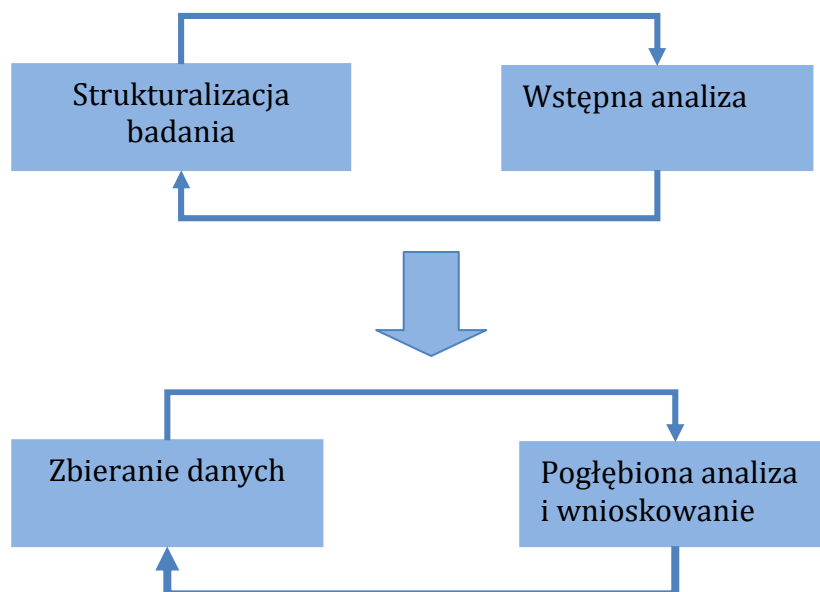 Strukturalizacja
badania
Wstępna analiza
Zbieranie danych
Pogłębiona analiza
i wnioskowanie